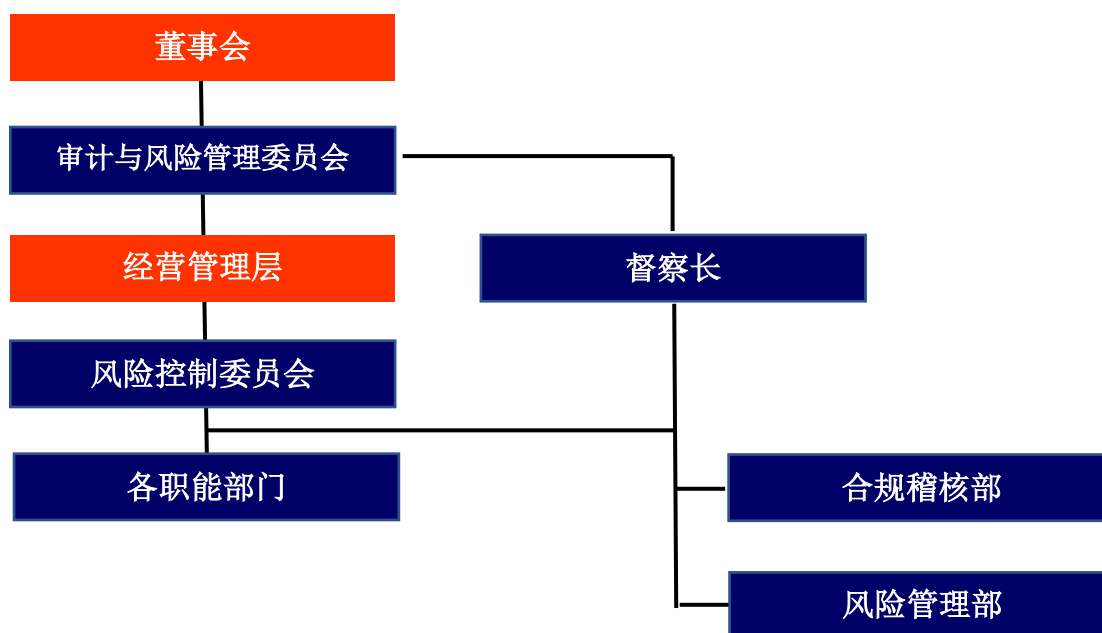 董事会
审计与风险管理委员会
经营管理层
督察长
风险控制委员会
各职能部门
合规稽核部
风险管理部